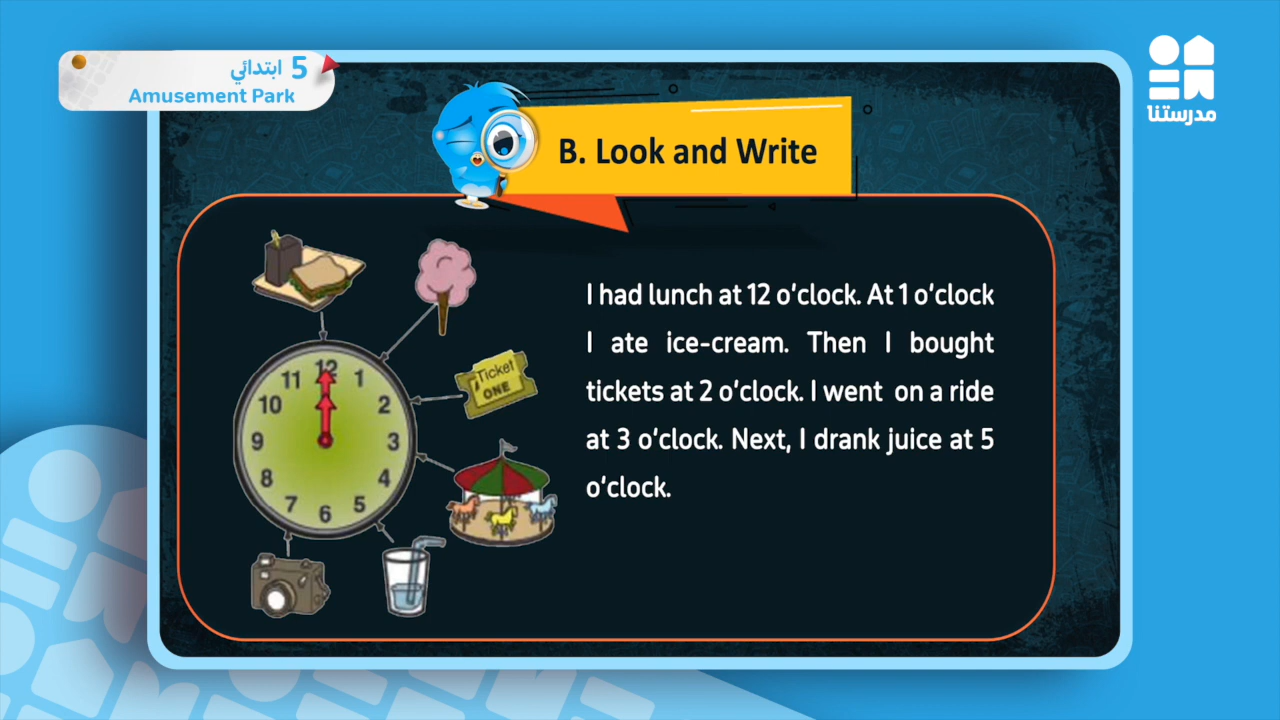 5 ابتدائي
Amusement Park
مدرستنا
B. Look and Write
I had lunch at 12 o'clock. At 1 o'clock
I ate ice-cream. Then I bought
tickets at 2 o'clock. I went on a ride
at 3 o'clock. Next, I drank juice at 5
o'clock.
Ticket
ONE
12
1
2
3
4
5
6
7
8
9
10
11